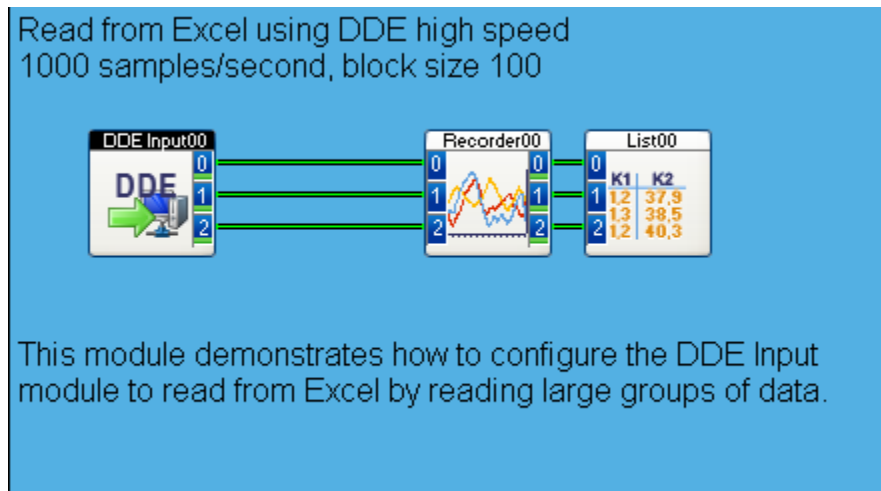 Read from Excel using DDE high speed
1000 samples/second, block size 100
DDE Input00
Recorder00
List00
DDE
0
1
2
0
1
2
0
1
2
0
1
2
K1 K2
1,2 37,9
1,3 38,5
1,2 40,3
This module demonstrates how to configure the DDE Input
module to read from Excel by reading large groups of data.